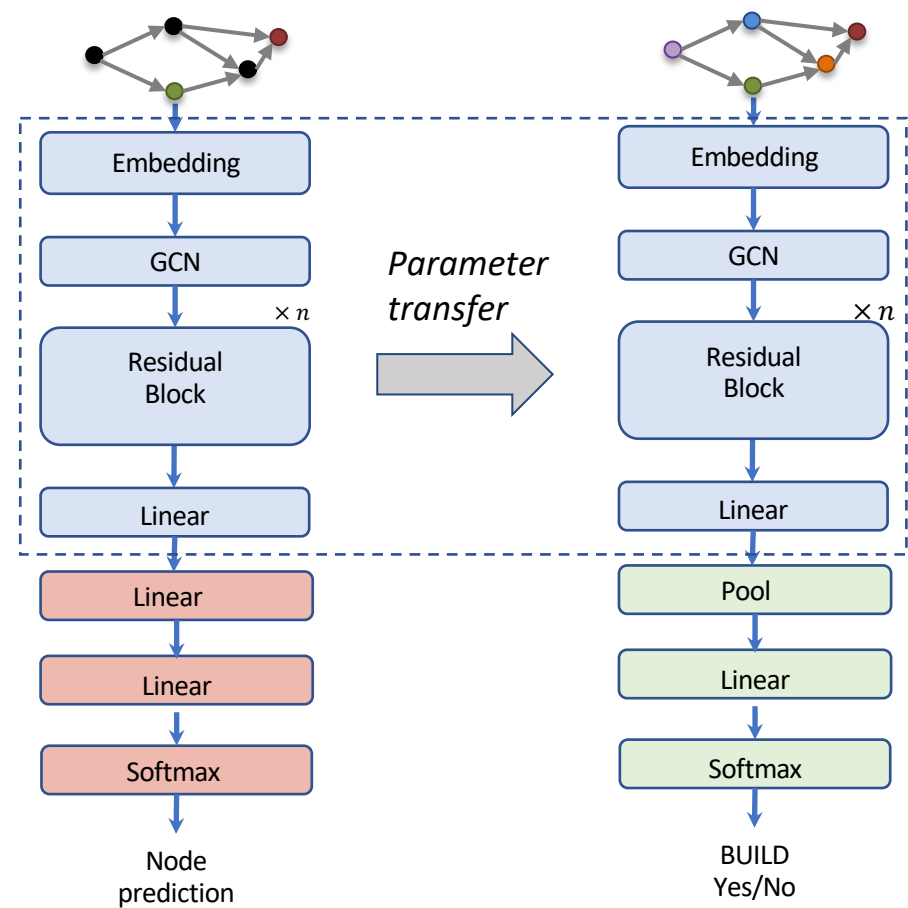 Embedding
GCN
× n
Residual
Block
Linear
Linear
Linear
Softmax
Node
prediction
Parameter
transfer
Embedding
GCN
× n
Residual
Block
Linear
Pool
Linear
Softmax
BUILD
Yes/No